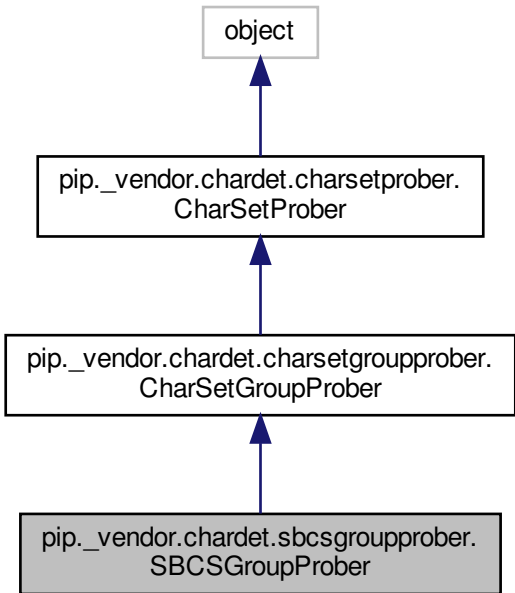 object
pip._vendor.chardet.charsetprober.
CharSetProber
pip._vendor.chardet.charsetgroupprober.
CharSetGroupProber
pip._vendor.chardet.sbcsgroupprober.
SBCSGroupProber